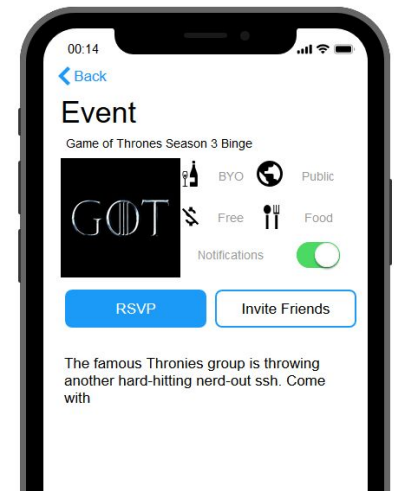 00:14
Back
Event
Game of Thrones Season 3 Binge
GOT
BYO
Public
Free
Food
Notifications
RSVP
Invite Friends
The famous Thronies group is throwing
another hard-hitting nerd-out ssh. Come
with